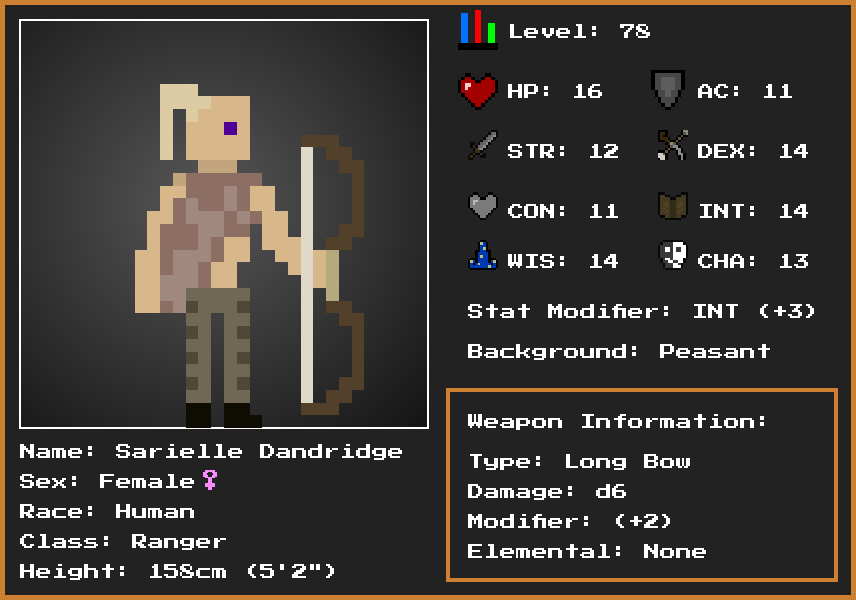 Level: 78
HP: 16
AC: 11
STR: 12
DEX: 14
CON: 11
INT: 14
WIS: 14
CHA: 13
Stat Modifier: INT (+3)
Background: Peasant
Weapon Information:
Type: Long Bow
Damage: d6
Modifier: (+2)
Elemental: None
Name: Sarielle Dandridge
Sex: Female♀
Race: Human
Class: Ranger
Height: 158cm (5'2")